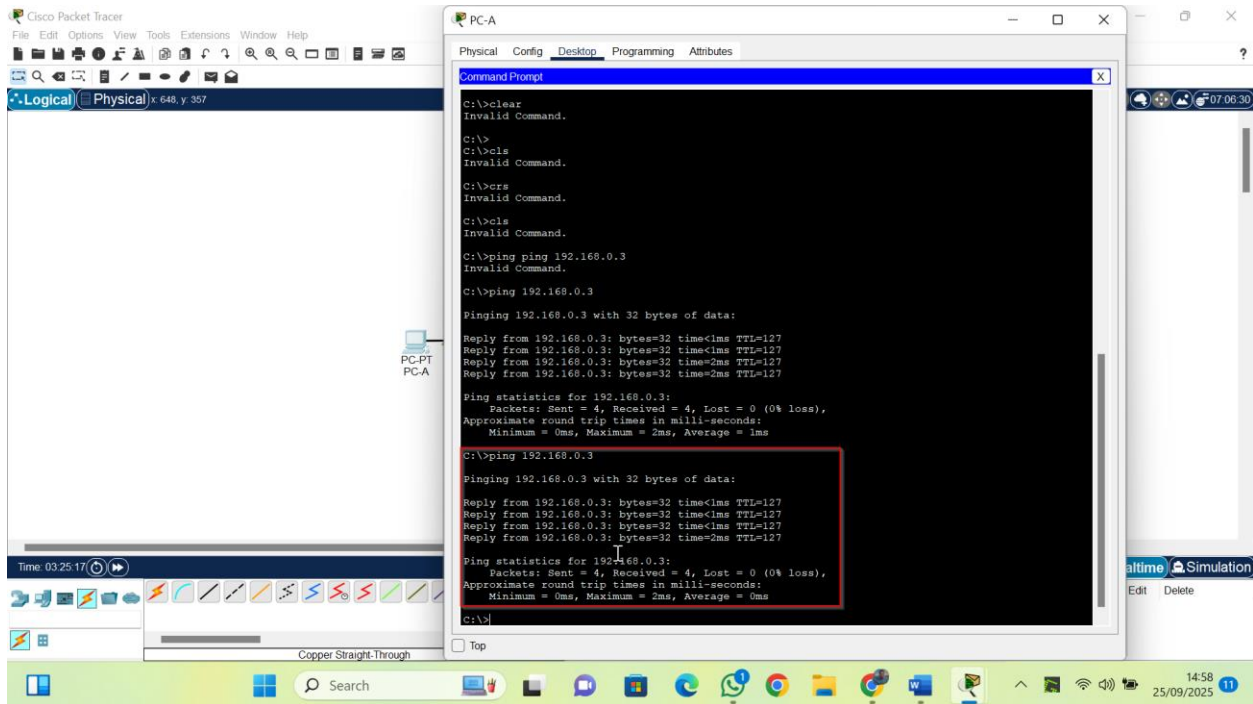 Cisco Packet Tracer
File Edit Options View Tools Extensions Window Help
Logical Physical x: 648, y: 357
07:06:30
PC-PT
PC-A
Time: 03:25:17
Realtime Simulation
Edit Delete
Copper Straight-Through
PC-A
Physical Config Desktop Programming Attributes
?
Command Prompt
X
C:\>clear
Invalid Command.
C:\>
C:\>cls
Invalid Command.
C:\>crs
Invalid Command.
C:\>cls
Invalid Command.
C:\>ping ping 192.168.0.3
Invalid Command.
C:\>ping 192.168.0.3
Pinging 192.168.0.3 with 32 bytes of data:
Reply from 192.168.0.3: bytes=32 time<1ms TTL=127
Reply from 192.168.0.3: bytes=32 time<1ms TTL=127
Reply from 192.168.0.3: bytes=32 time=2ms TTL=127
Reply from 192.168.0.3: bytes=32 time=2ms TTL=127
Ping statistics for 192.168.0.3:
Packets: Sent = 4, Received = 4, Lost = 0 (0% loss),
Approximate round trip times in milli-seconds:
Minimum = 0ms, Maximum = 2ms, Average = 1ms
C:\>ping 192.168.0.3
Pinging 192.168.0.3 with 32 bytes of data:
Reply from 192.168.0.3: bytes=32 time<1ms TTL=127
Reply from 192.168.0.3: bytes=32 time<1ms TTL=127
Reply from 192.168.0.3: bytes=32 time<1ms TTL=127
Reply from 192.168.0.3: bytes=32 time=2ms TTL=127
Ping statistics for 192.168.0.3:
Packets: Sent = 4, Received = 4, Lost = 0 (0% loss),
Approximate round trip times in milli-seconds:
Minimum = 0ms, Maximum = 2ms, Average = 0ms
C:\>
Top
Search
14:58
25/09/2025
11